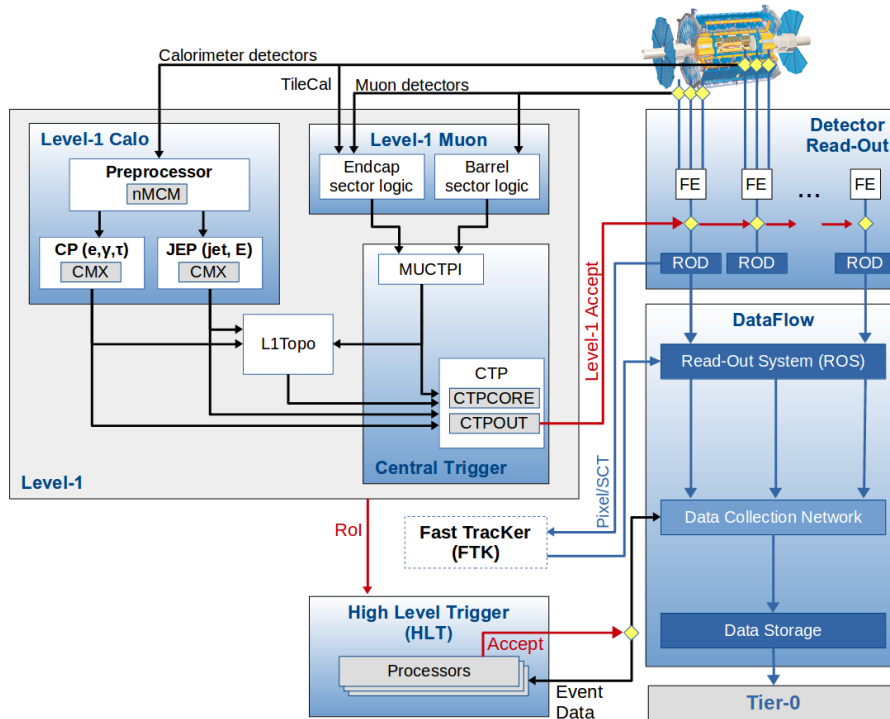 Calorimeter detectors
TileCal
Muon detectors
Level-1 Calo
Preprocessor
nMCM
CP (e,γ,τ)
CMX
JEP (jet, E)
CMX
Level-1 Muon
Endcap
sector logic
Barrel
sector logic
MUCTPI
L1Topo
CTP
CTPCORE
CTPOUT
Central Trigger
Level-1
Level-1 Accept
Detector
Read-Out
FE
FE
...
FE
ROD
ROD
ROD
DataFlow
Read-Out System (ROS)
Pixel/SCT
Data Collection Network
RoI
Fast TracKer
(FTK)
High Level Trigger
(HLT)
Accept
Processors
Event
Data
Data Storage
Tier-0